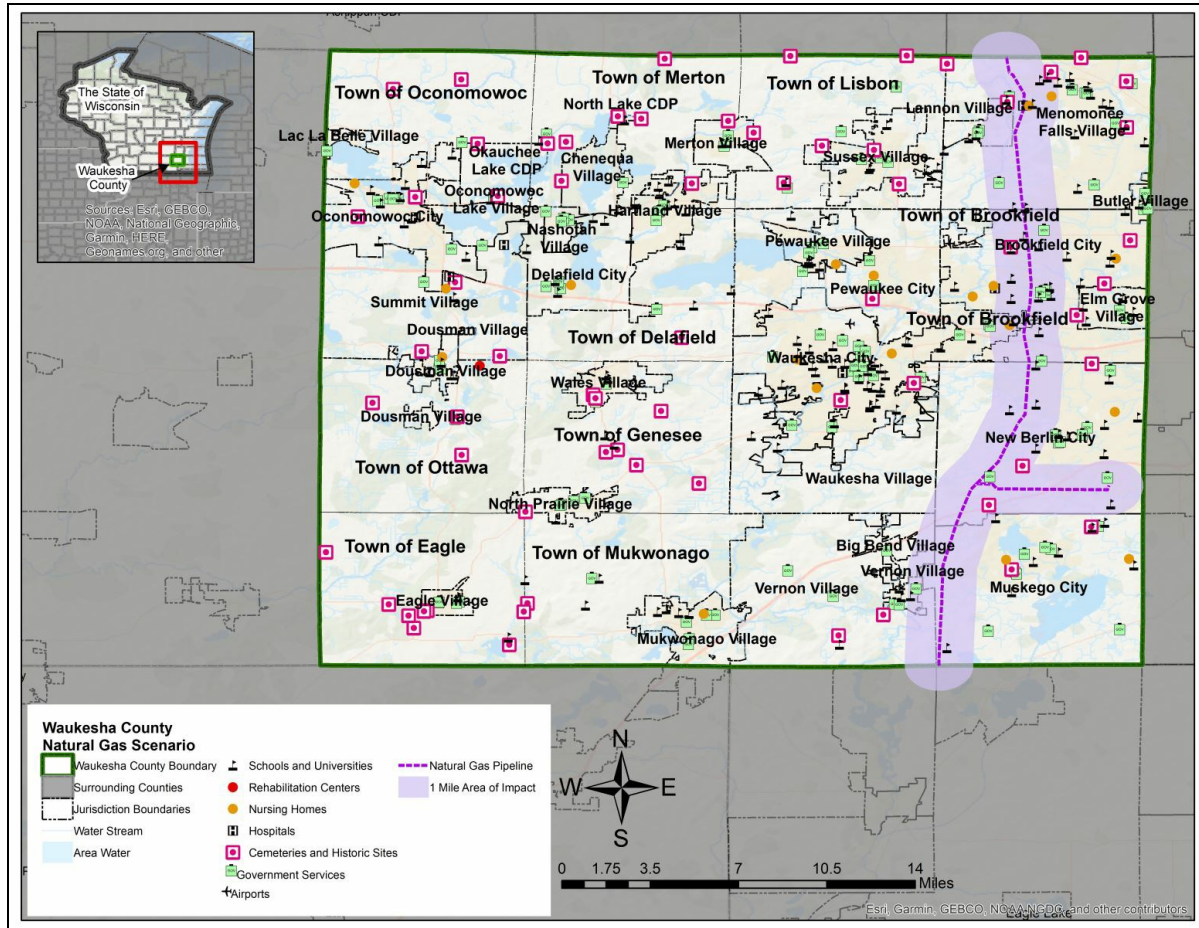 Ashippun CDP
The State of
Wisconsin
Waukesha
County
Sources: Esri, GEBCO,
NOAA, National Geographic,
Garmin, HERE,
Geonames.org, and other
Town of Oconomowoc
Town of Merton
Town of Lisbon
North Lake CDP
Lennon Village
Menomonee
Falls Village
Lac La Belle Village
Okauchee
Lake CDP
Chenequa
Village
Merton Village
Sussex Village
Oconomowoc
Lake Village
Oconomowoc City
Hartland Village
Butler Village
Town of Brookfield
Nashotah
Village
Pewaukee Village
Brookfield City
Delafield City
Pewaukee City
Summit Village
Elm Grove
Village
Town of Brookfield
Dousman Village
Town of Delafield
Waukesha City
Dousman Village
Wales Village
Dousman Village
Town of Genesee
New Berlin City
Town of Ottawa
Waukesha Village
North Prairie Village
Town of Eagle
Town of Mukwonago
Big Bend Village
Vernon Village
Vernon Village
Muskego City
Eagle Village
Mukwonago Village
Waukesha County
Natural Gas Scenario
Waukesha County Boundary
Surrounding Counties
Jurisdiction Boundaries
Water Stream
Area Water
Schools and Universities
Rehabilitation Centers
Nursing Homes
Hospitals
Cemeteries and Historic Sites
Government Services
Airports
Natural Gas Pipeline
1 Mile Area of Impact
N
W E
S
0 1.75 3.5 7 10.5 14
Miles
Esri, Garmin, GEBCO, NOAA NGDC, and other contributors
Eagle Lake